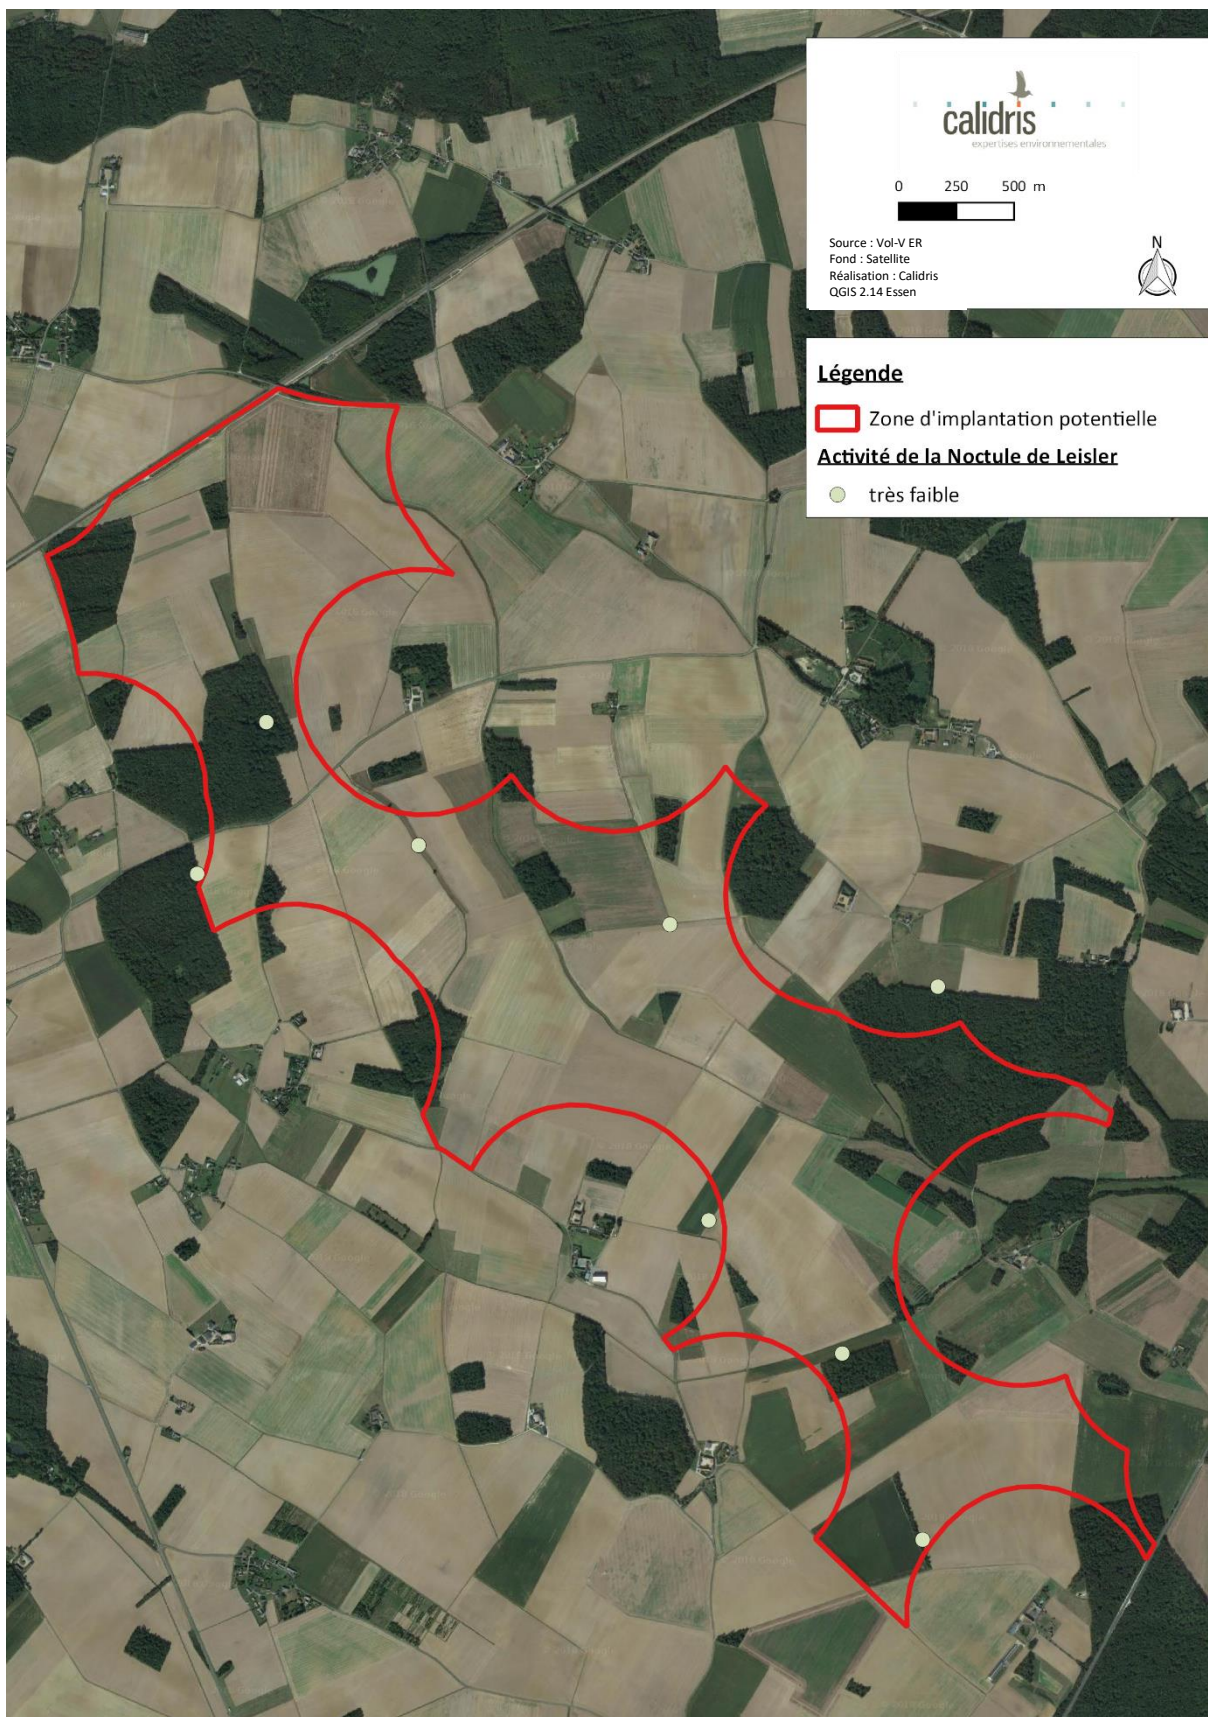 calidris
expertises environnementales
0 250 500 m
Source : Vol-V ER
Fond : Satellite
Réalisation : Calidris
QGIS 2.14 Essen
N
Légende
Zone d'implantation potentielle
Activité de la Noctule de Leisler
très faible